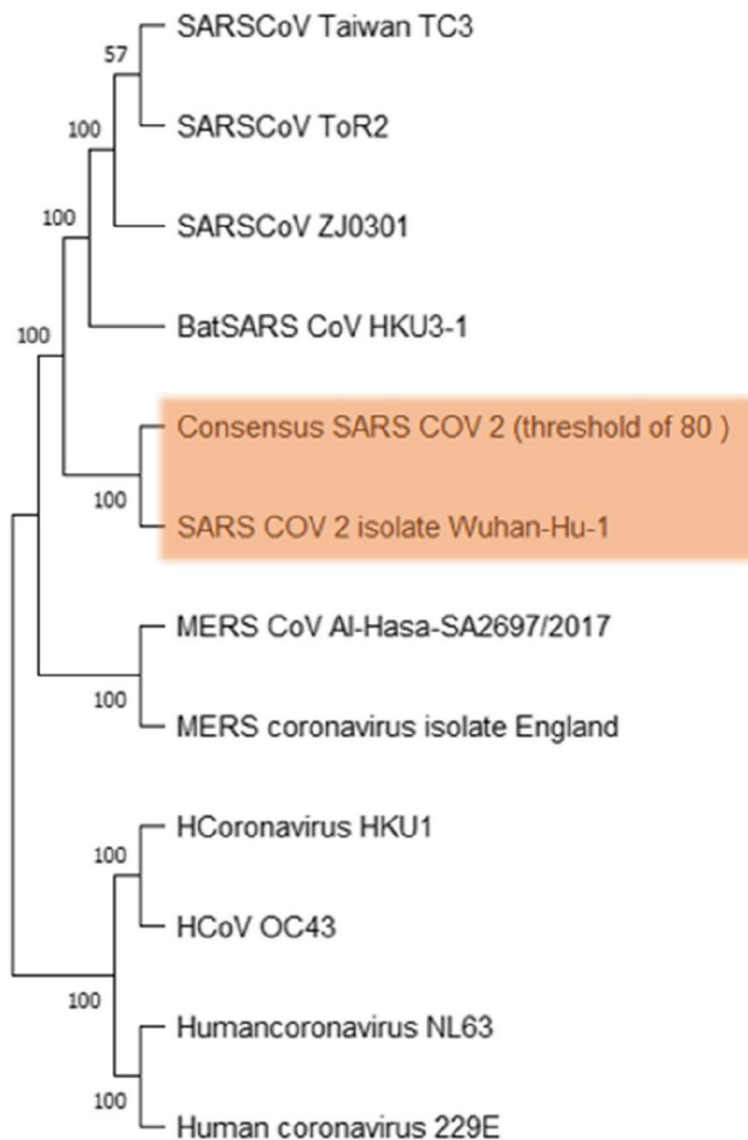 SARSCoV Taiwan TC3
57
SARSCoV ToR2
100
SARSCoV ZJ0301
100
BatSARS CoV HKU3-1
100
Consensus SARS COV 2 (threshold of 80 )
100
SARS COV 2 isolate Wuhan-Hu-1
MERS CoV Al-Hasa-SA2697/2017
100
MERS coronavirus isolate England
HCoronavirus HKU1
100
HCoV OC43
100
Humancoronavirus NL63
100
Human coronavirus 229E